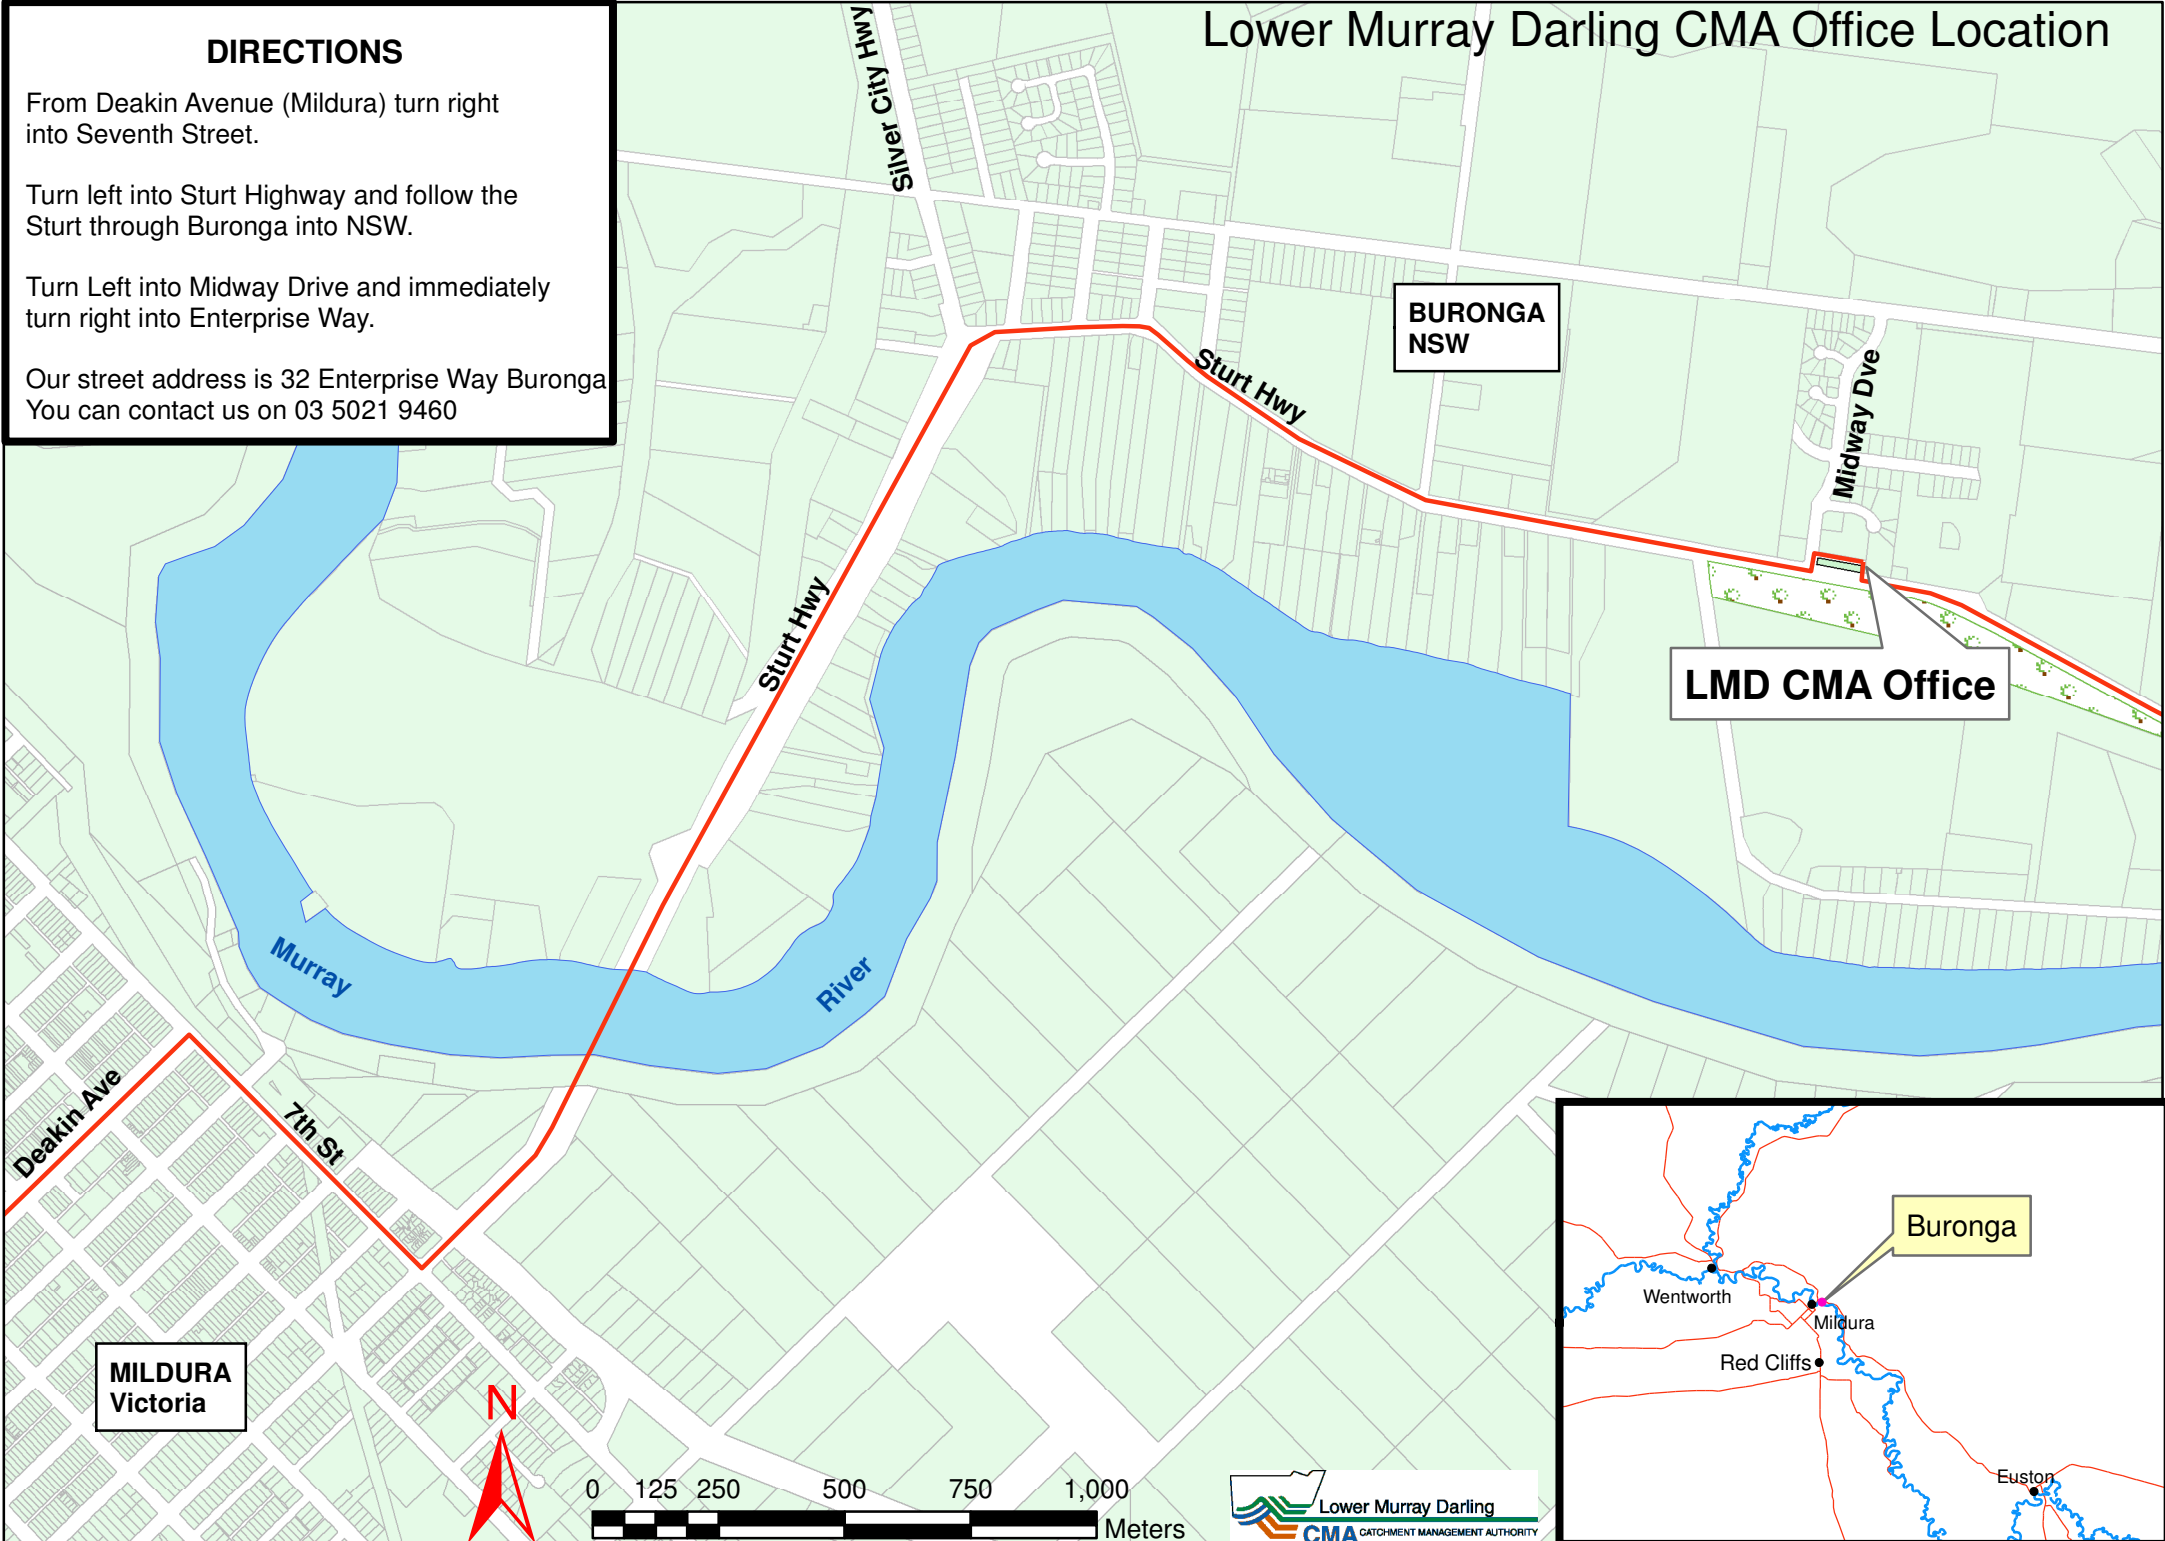 Lower Murray Darling CMA Office Location
DIRECTIONS
From Deakin Avenue (Mildura) turn right
into Seventh Street.
Turn left into Sturt Highway and follow the
Sturt through Buronga into NSW.
Turn Left into Midway Drive and immediately
turn right into Enterprise Way.
Our street address is 32 Enterprise Way Buronga
You can contact us on 03 5021 9460
Silver City Hwy
BURONGA
NSW
Sturt Hwy
Midway Dve
Sturt Hwy
LMD CMA Office
Murray
River
Deakin Ave
7th St
MILDURA
Victoria
N
0 125 250 500 750 1,000
Meters
Lower Murray Darling
CMA CATCHMENT MANAGEMENT AUTHORITY
Buronga
Wentworth
Mildura
Red Cliffs
Euston